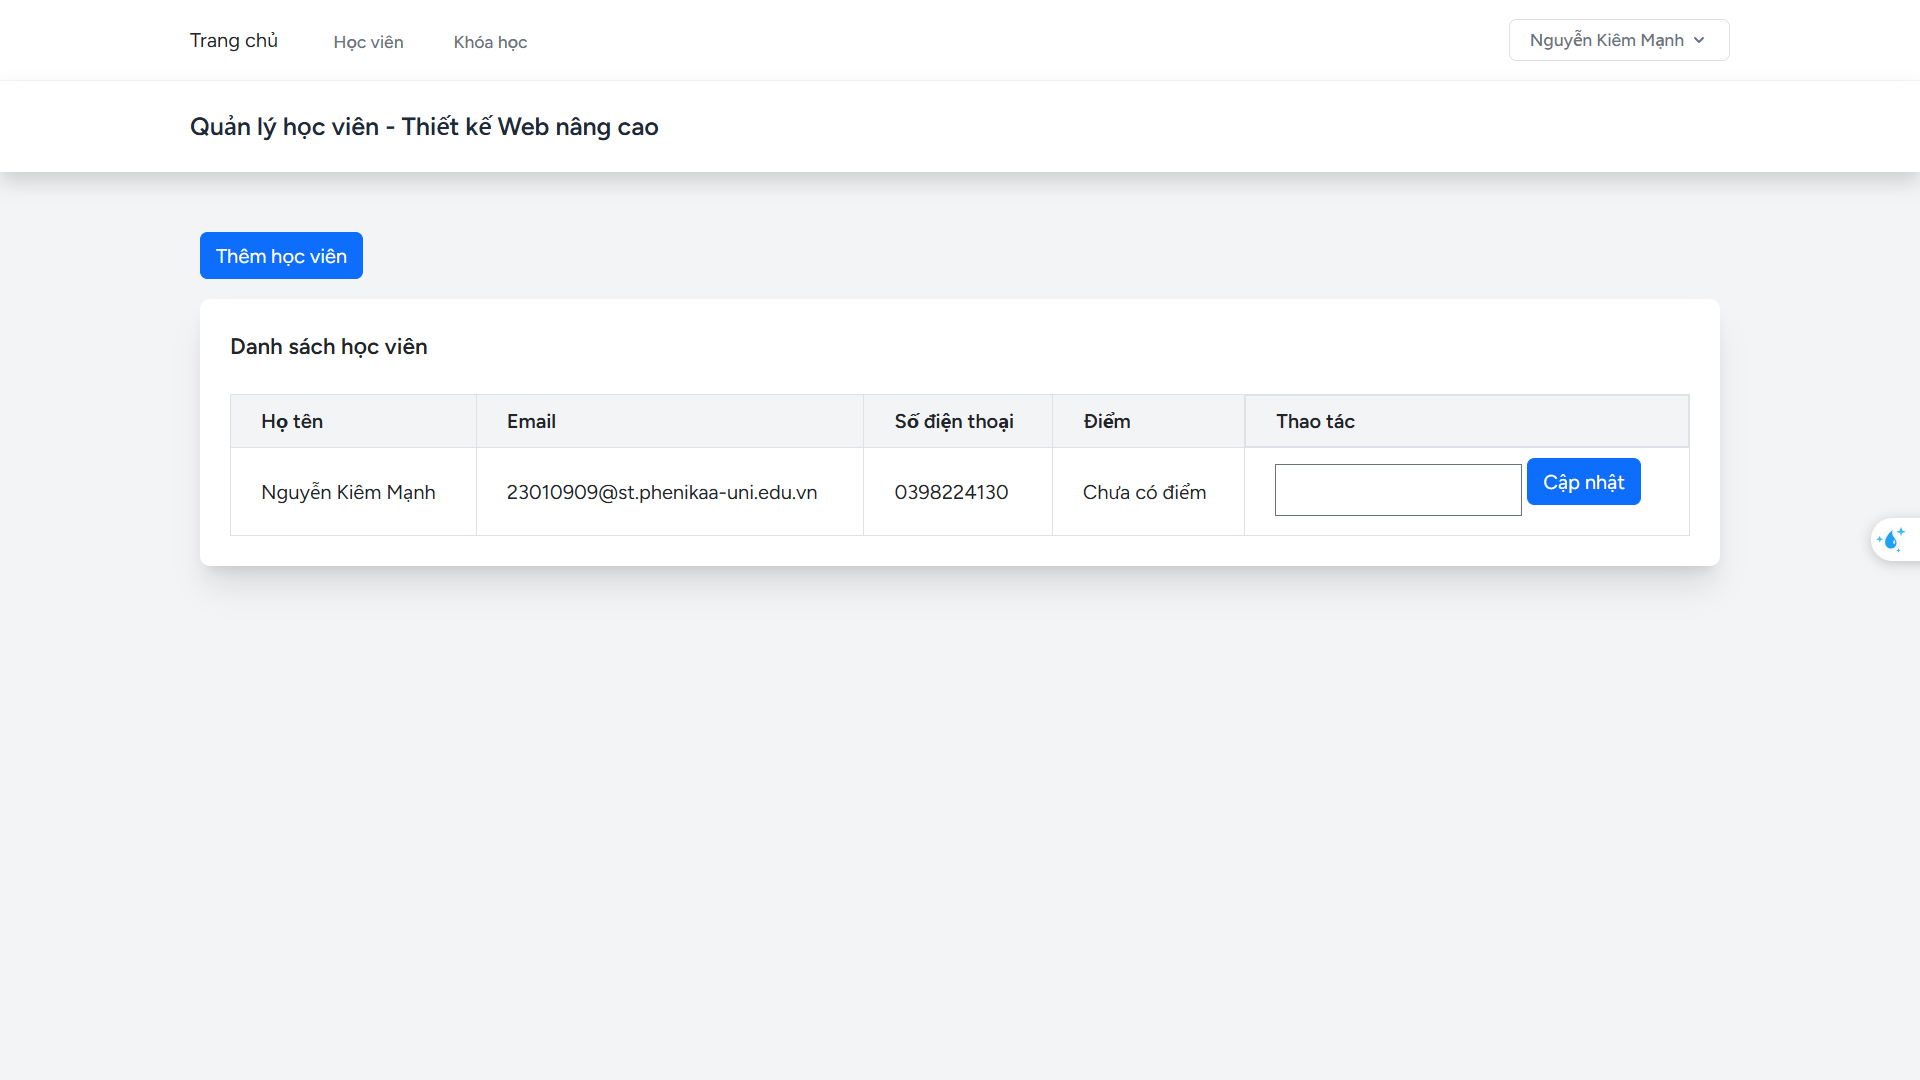 Trang chủ Học viên Khóa học Nguyễn Kiêm Mạnh
Quản lý học viên - Thiết kế Web nâng cao
Thêm học viên
Danh sách học viên
Họ tên Email Số điện thoại Điểm Thao tác
Nguyễn Kiêm Mạnh 23010909@st.phenikaa-uni.edu.vn 0398224130 Chưa có điểm Cập nhật